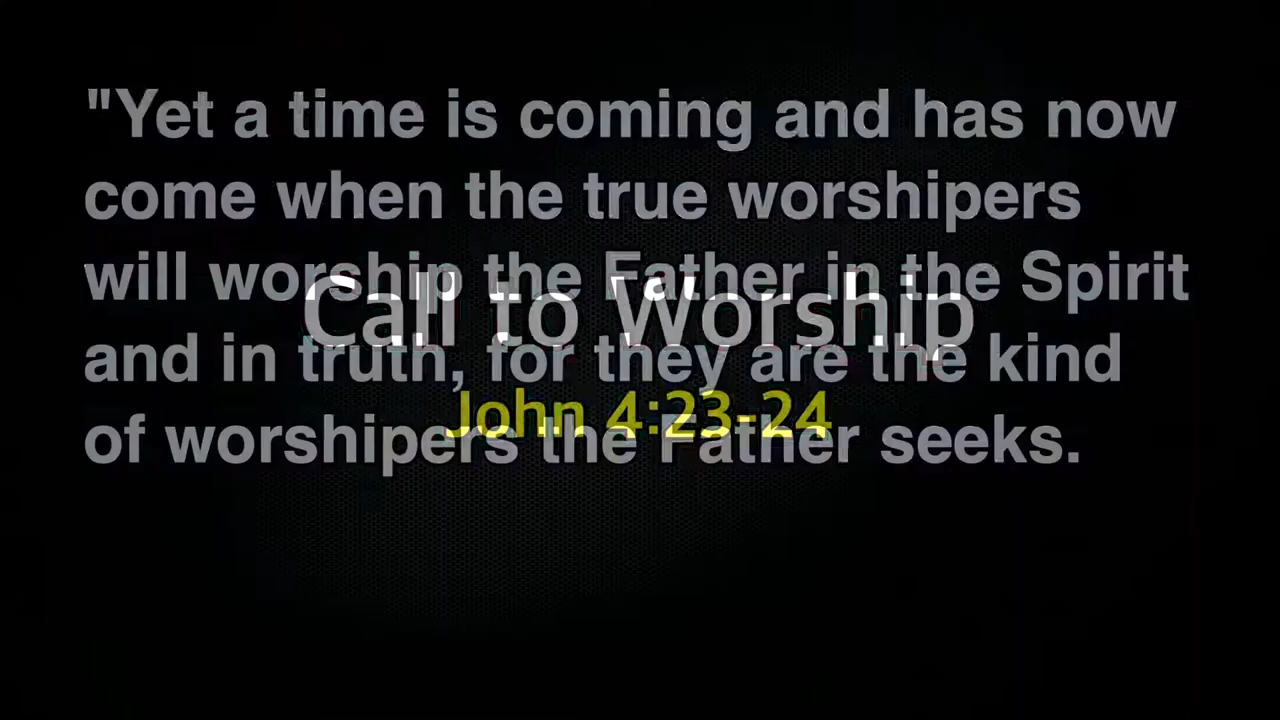 "Yet a time is coming and has now
come when the true worshipers
will worship the Father in the Spirit
Call to Worship
and in truth, for they are the kind
John 4:23-24
of worshipers the Father seeks.